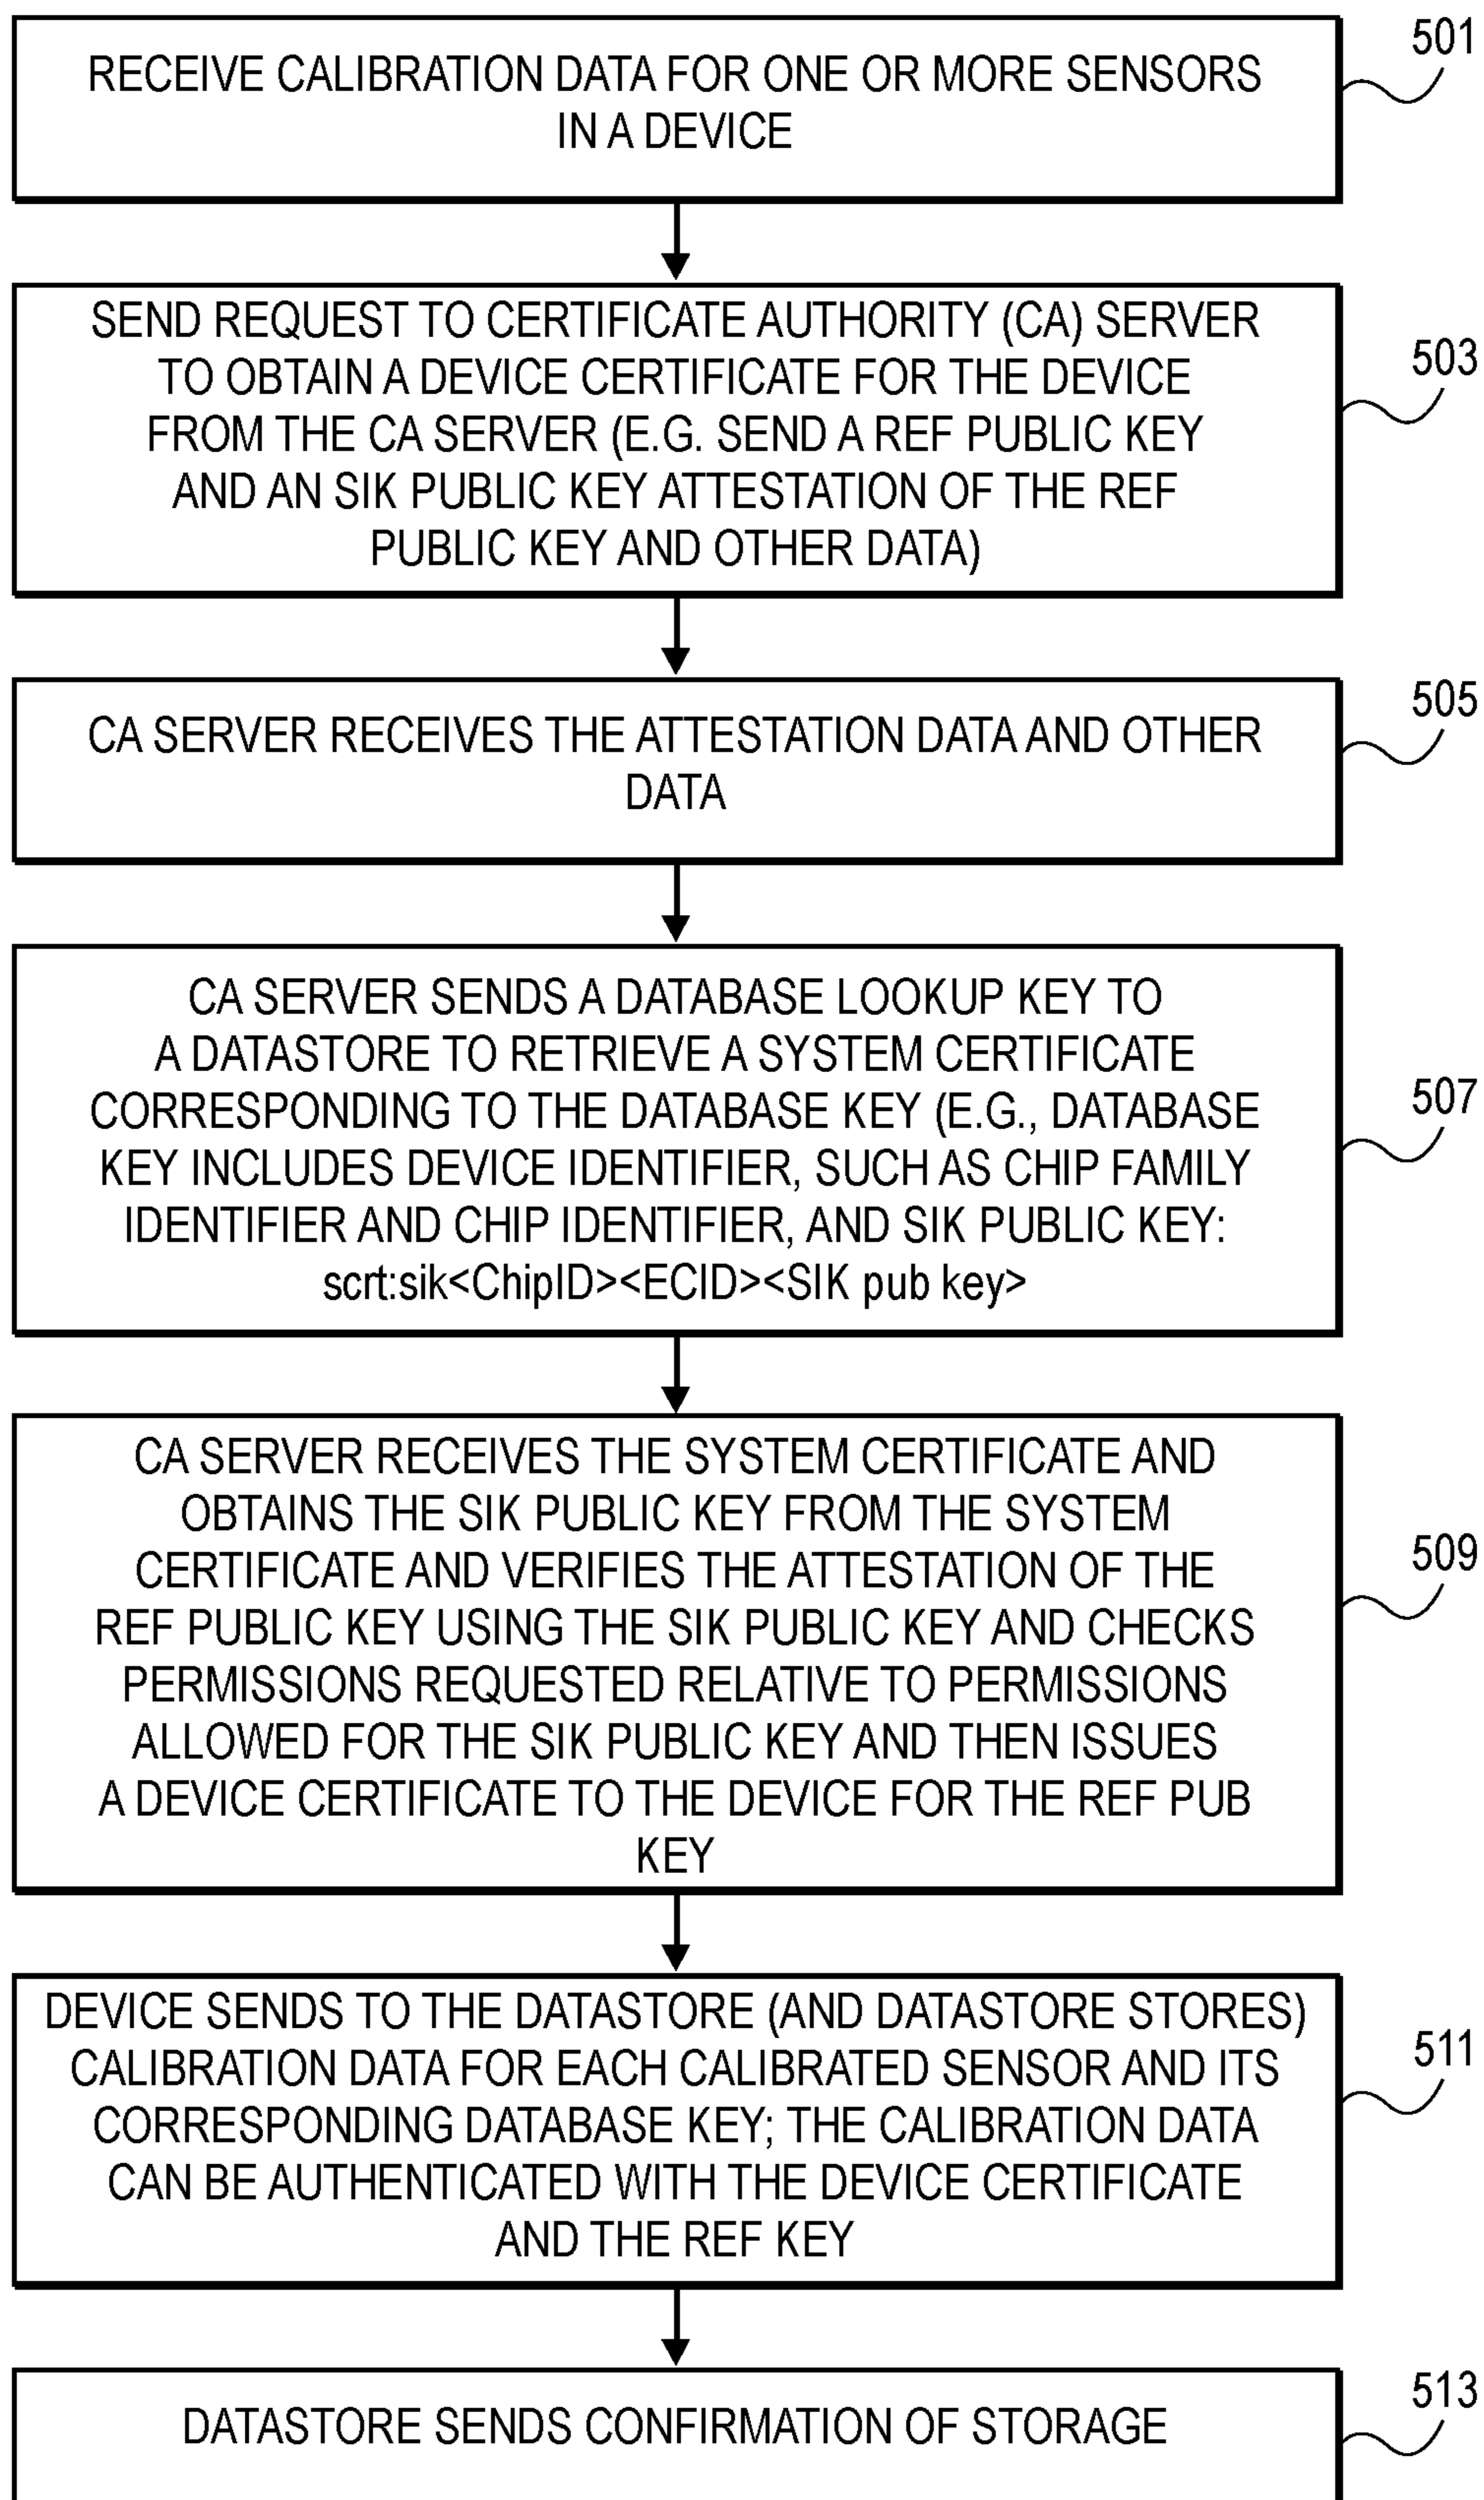 RECEIVE CALIBRATION DATA FOR ONE OR MORE SENSORS
IN A DEVICE
501
SEND REQUEST TO CERTIFICATE AUTHORITY (CA) SERVER
TO OBTAIN A DEVICE CERTIFICATE FOR THE DEVICE
FROM THE CA SERVER (E.G. SEND A REF PUBLIC KEY
AND AN SIK PUBLIC KEY ATTESTATION OF THE REF
PUBLIC KEY AND OTHER DATA)
503
CA SERVER RECEIVES THE ATTESTATION DATA AND OTHER
DATA
505
CA SERVER SENDS A DATABASE LOOKUP KEY TO
A DATASTORE TO RETRIEVE A SYSTEM CERTIFICATE
CORRESPONDING TO THE DATABASE KEY (E.G., DATABASE
KEY INCLUDES DEVICE IDENTIFIER, SUCH AS CHIP FAMILY
IDENTIFIER AND CHIP IDENTIFIER, AND SIK PUBLIC KEY:
scrt:sik<ChipID><ECID><SIK pub key>
507
CA SERVER RECEIVES THE SYSTEM CERTIFICATE AND
OBTAINS THE SIK PUBLIC KEY FROM THE SYSTEM
CERTIFICATE AND VERIFIES THE ATTESTATION OF THE
REF PUBLIC KEY USING THE SIK PUBLIC KEY AND CHECKS
PERMISSIONS REQUESTED RELATIVE TO PERMISSIONS
ALLOWED FOR THE SIK PUBLIC KEY AND THEN ISSUES
A DEVICE CERTIFICATE TO THE DEVICE FOR THE REF PUB
KEY
509
DEVICE SENDS TO THE DATASTORE (AND DATASTORE STORES)
CALIBRATION DATA FOR EACH CALIBRATED SENSOR AND ITS
CORRESPONDING DATABASE KEY; THE CALIBRATION DATA
CAN BE AUTHENTICATED WITH THE DEVICE CERTIFICATE
AND THE REF KEY
511
DATASTORE SENDS CONFIRMATION OF STORAGE
513